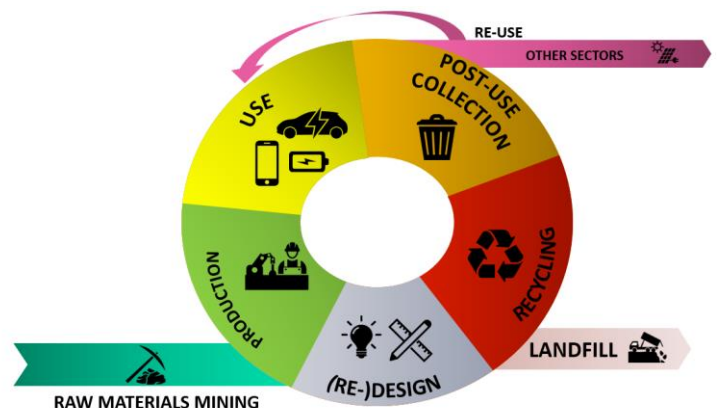 RE-USE
OTHER SECTORS
POST-USE
COLLECTION
USE
RECYCLING
PRODUCTION
(RE-)DESIGN
LANDFILL
RAW MATERIALS MINING